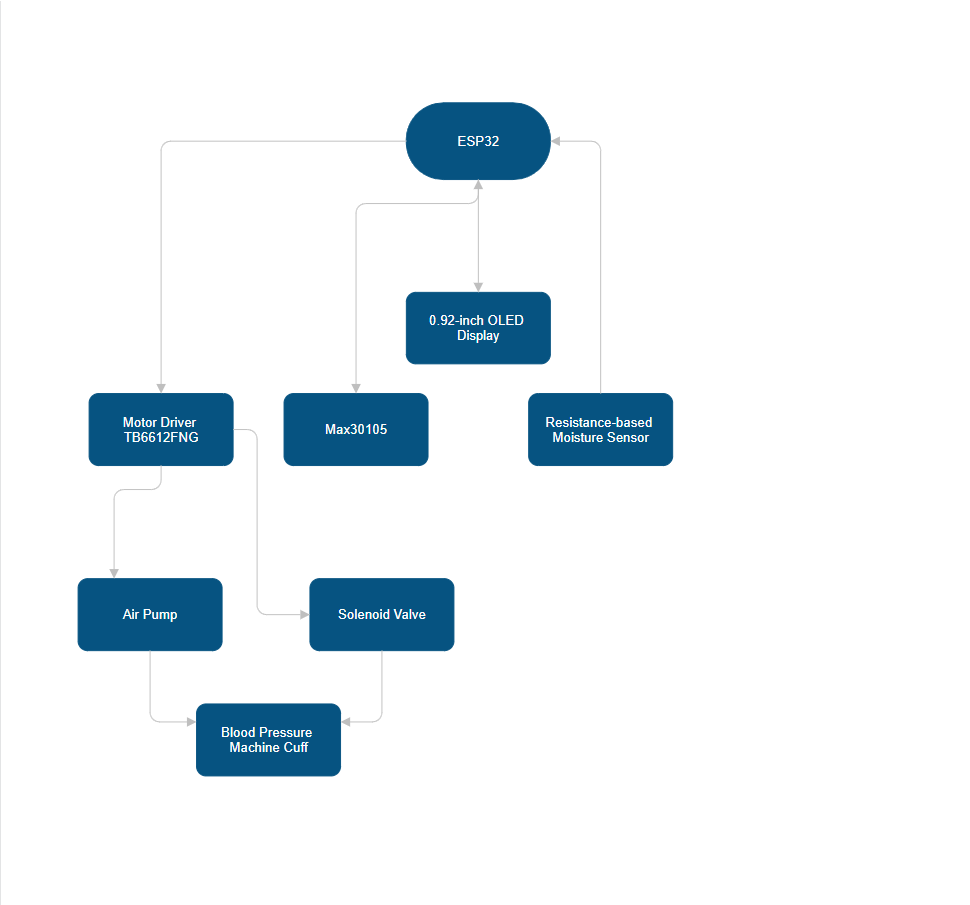 ESP32
0.92-inch OLED
Display
Motor Driver
TB6612FNG
Max30105
Resistance-based
Moisture Sensor
Air Pump
Solenoid Valve
Blood Pressure
Machine Cuff